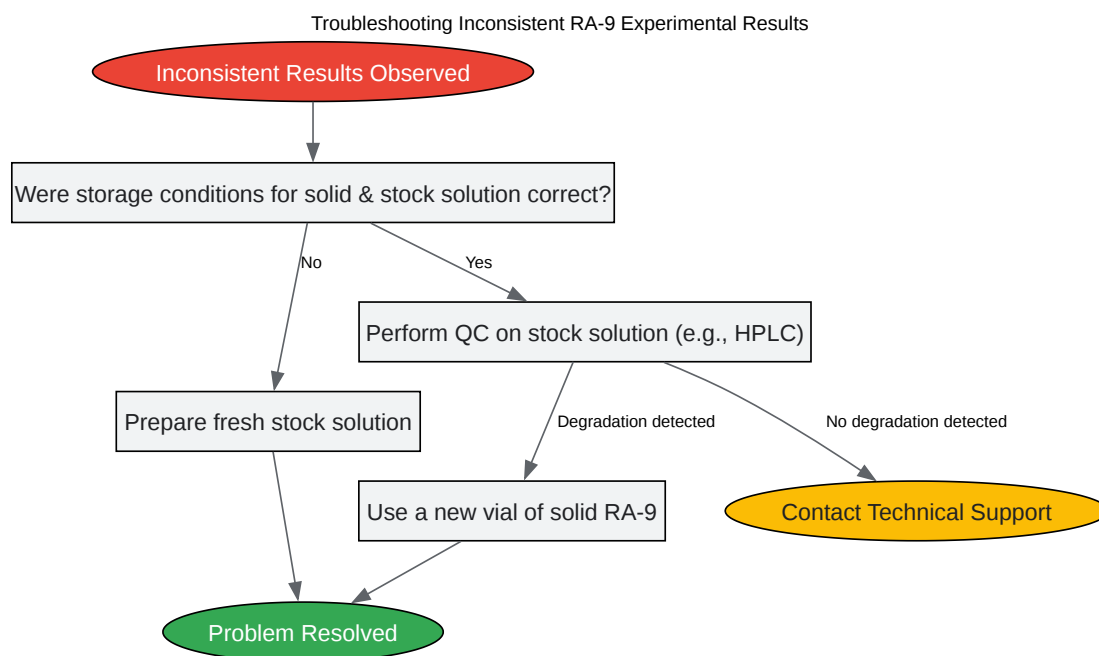 Troubleshooting Inconsistent RA-9 Experimental Results
Inconsistent Results Observed
Were storage conditions for solid & stock solution correct?
No
Yes
Perform QC on stock solution (e.g., HPLC)
Prepare fresh stock solution
Degradation detected
No degradation detected
Use a new vial of solid RA-9
Contact Technical Support
Problem Resolved